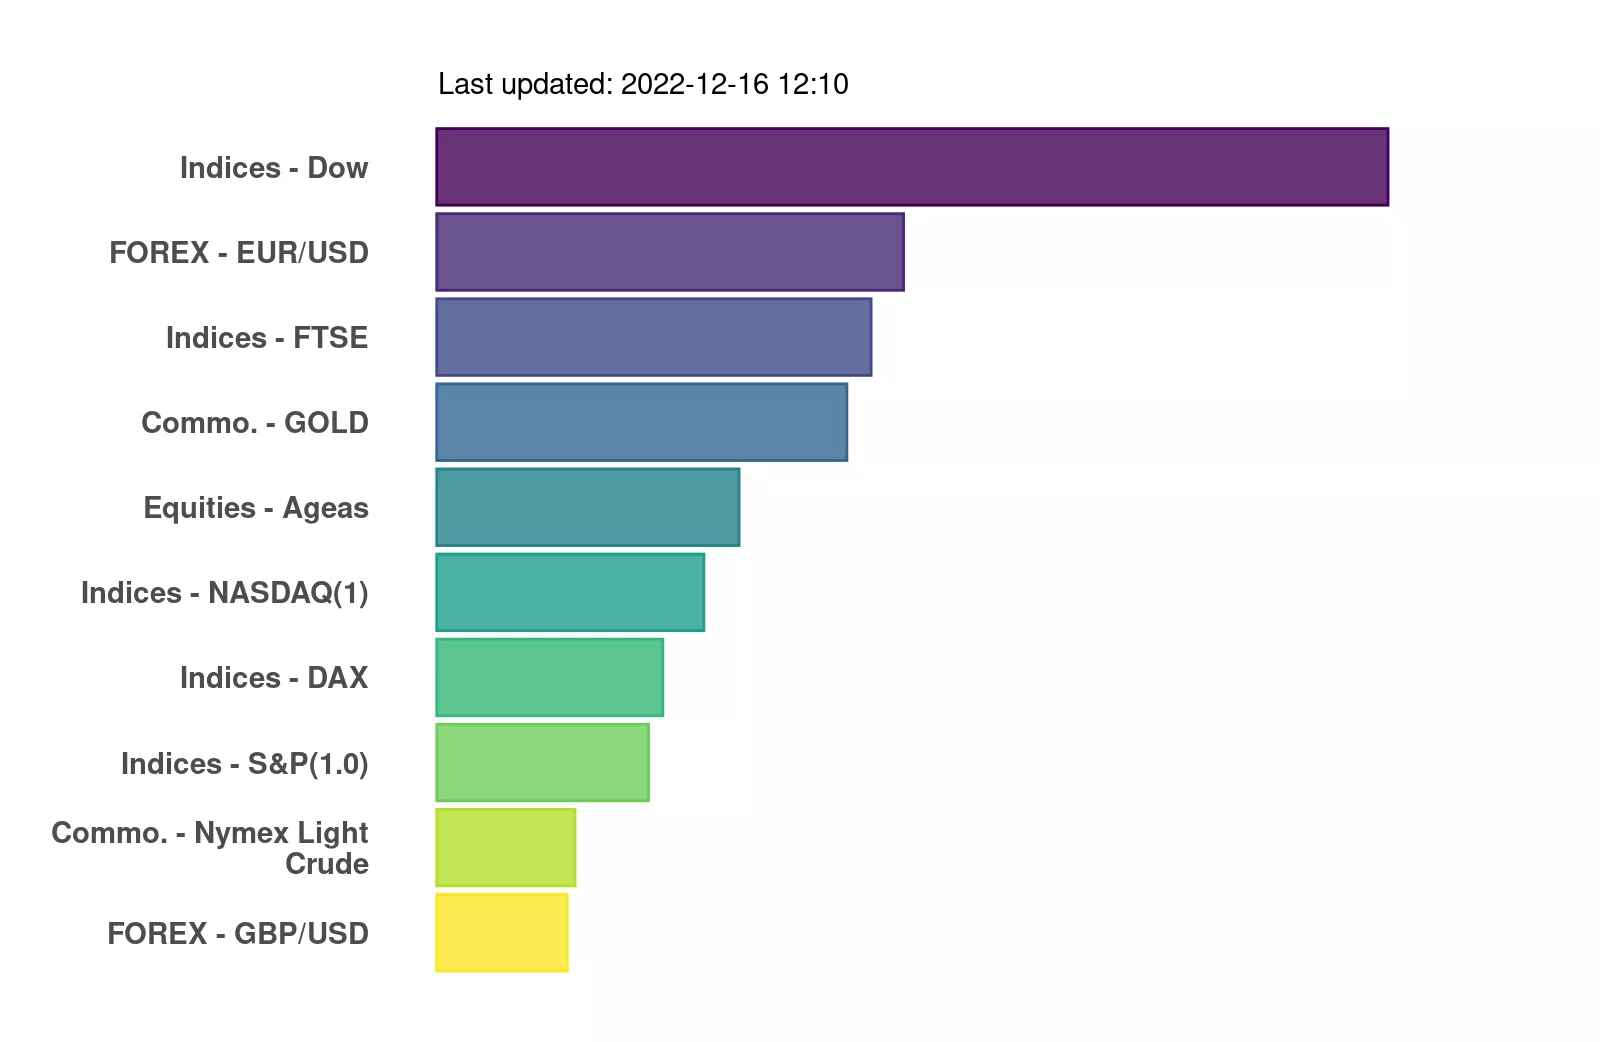 Last updated: 2022-12-16 12:10
Indices - Dow
FOREX - EUR/USD
Indices - FTSE
Commo. - GOLD
Equities - Ageas
Indices - NASDAQ(1)
Indices - DAX
Indices - S&P(1.0)
Commo. - Nymex Light
Crude
FOREX - GBP/USD